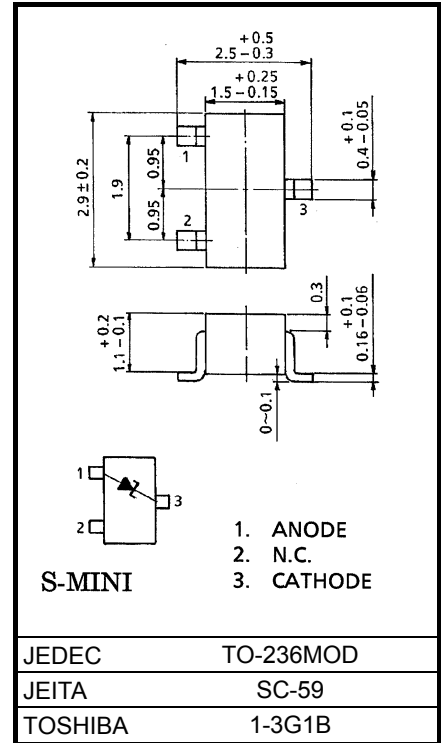 +0.5
2.5 −0.3
+0.25
1.5 −0.15
2.9 ± 0.2
1.9
0.95
0.95
1
2
3
+0.1
0.4 −0.05
+0.2
1.1 −0.1
0.3
+0.1
0.16 −0.06
0~0.1
1
2
3
S-MINI
1. ANODE
2. N.C.
3. CATHODE
JEDEC TO-236MOD
JEITA SC-59
TOSHIBA 1-3G1B